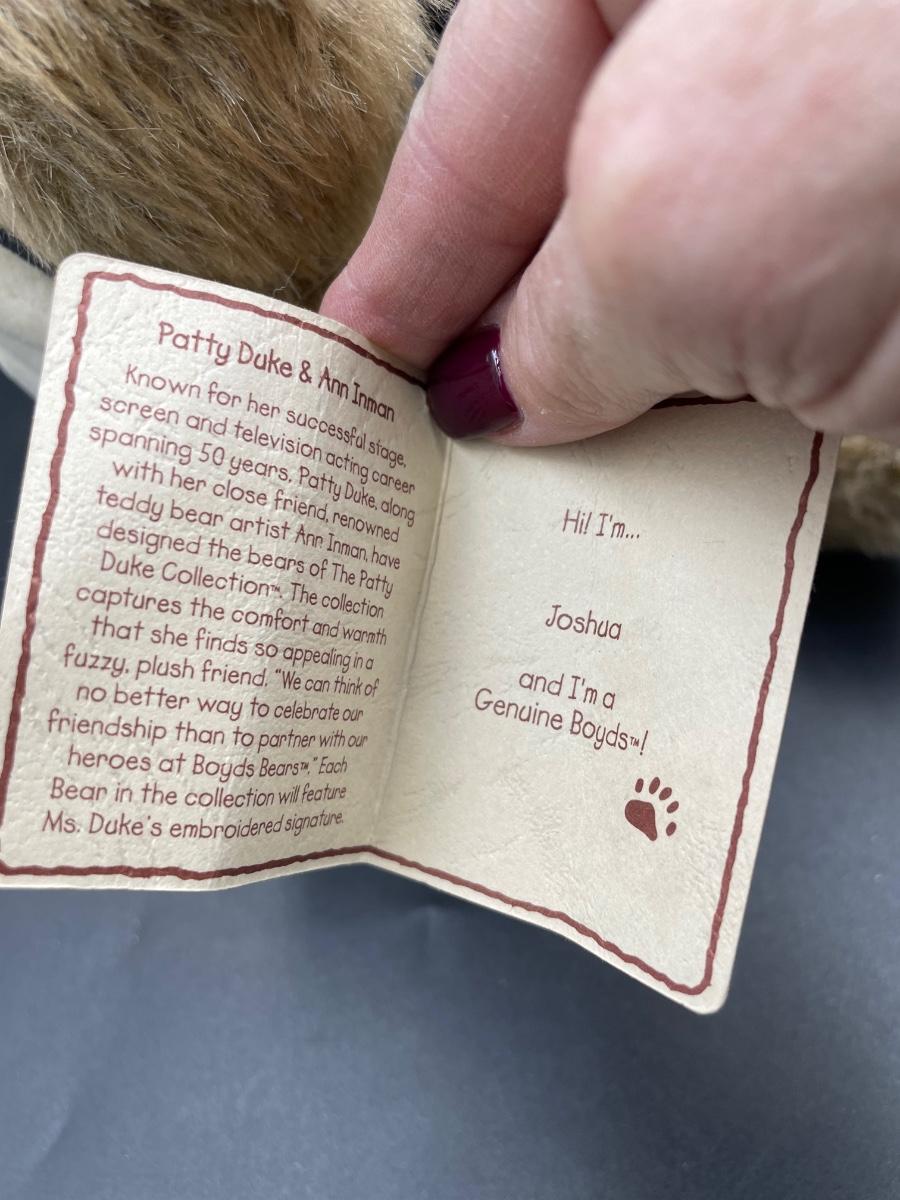 Patty Duke & Ann Inman
Known for her successful stage,
screen and television acting career
spanning 50 years, Patty Duke, along
with her close friend, renowned
teddy bear artist Ann Inman, have
designed the bears of The Patty
Duke Collection™. The collection
captures the comfort and warmth
that she finds so appealing in a
fuzzy, plush friend. "We can think of
no better way to celebrate our
friendship than to partner with our
heroes at Boyds Bears™." Each
Bear in the collection will feature
Ms. Duke's embroidered signature.
Hi! I'm...
Joshua
and I'm a
Genuine Boyds™!